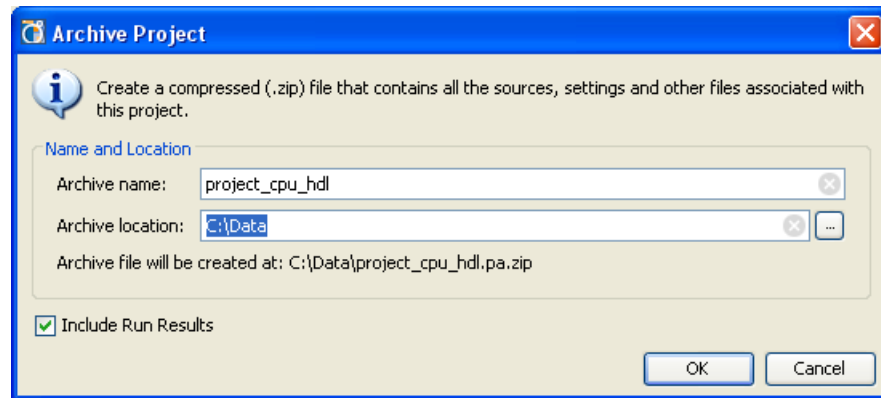 Archive Project
Create a compressed (.zip) file that contains all the sources, settings and other files associated with
this project.
Name and Location
Archive name: project_cpu_hdl
Archive location: C:\Data ...
Archive file will be created at: C:\Data\project_cpu_hdl.pa.zip
Include Run Results
OK Cancel